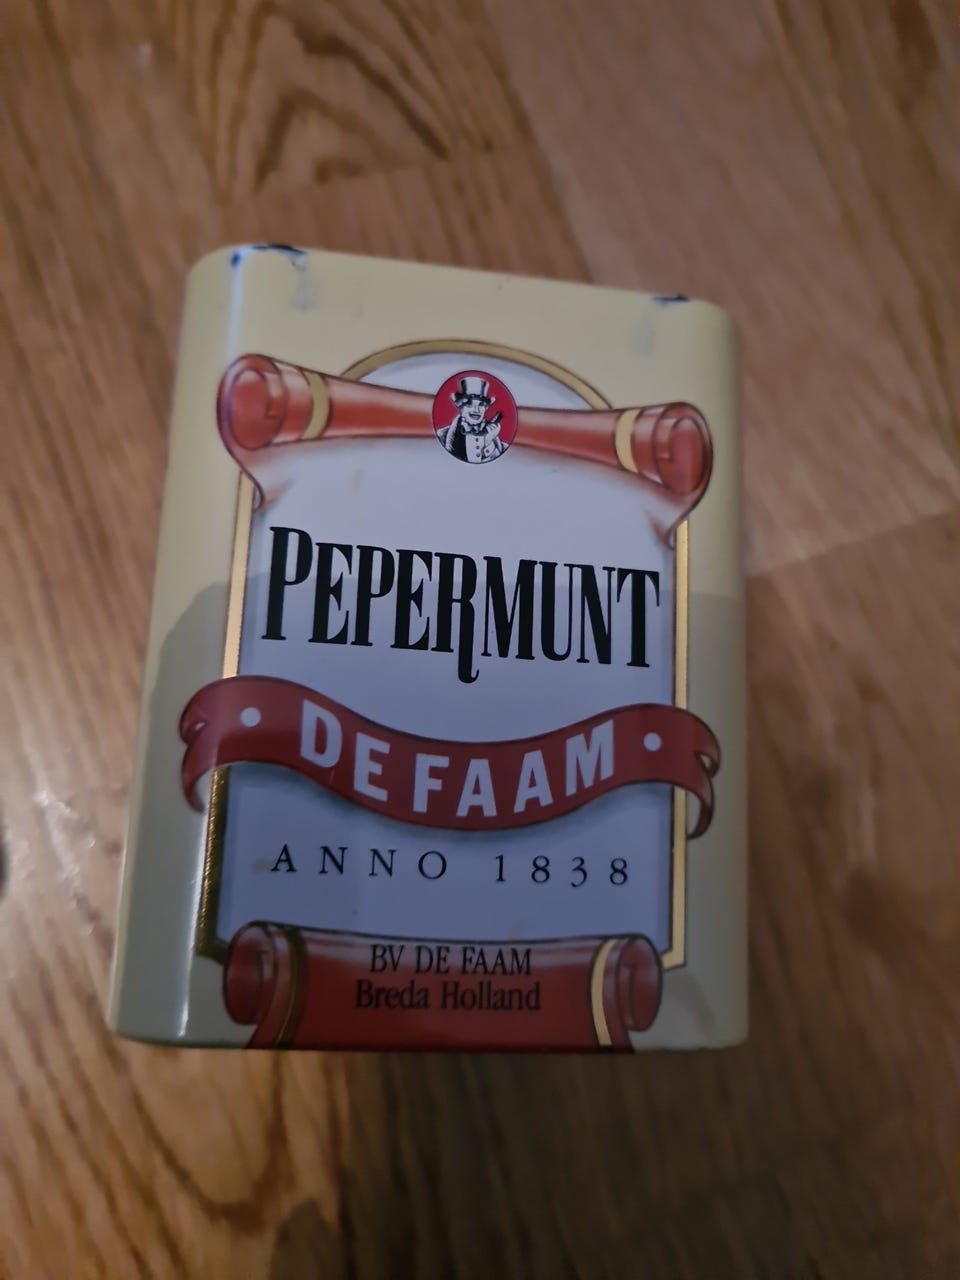 PEPERMUNT
DE FAAM
ANNO 1838
BV DE FAAM
Breda Holland